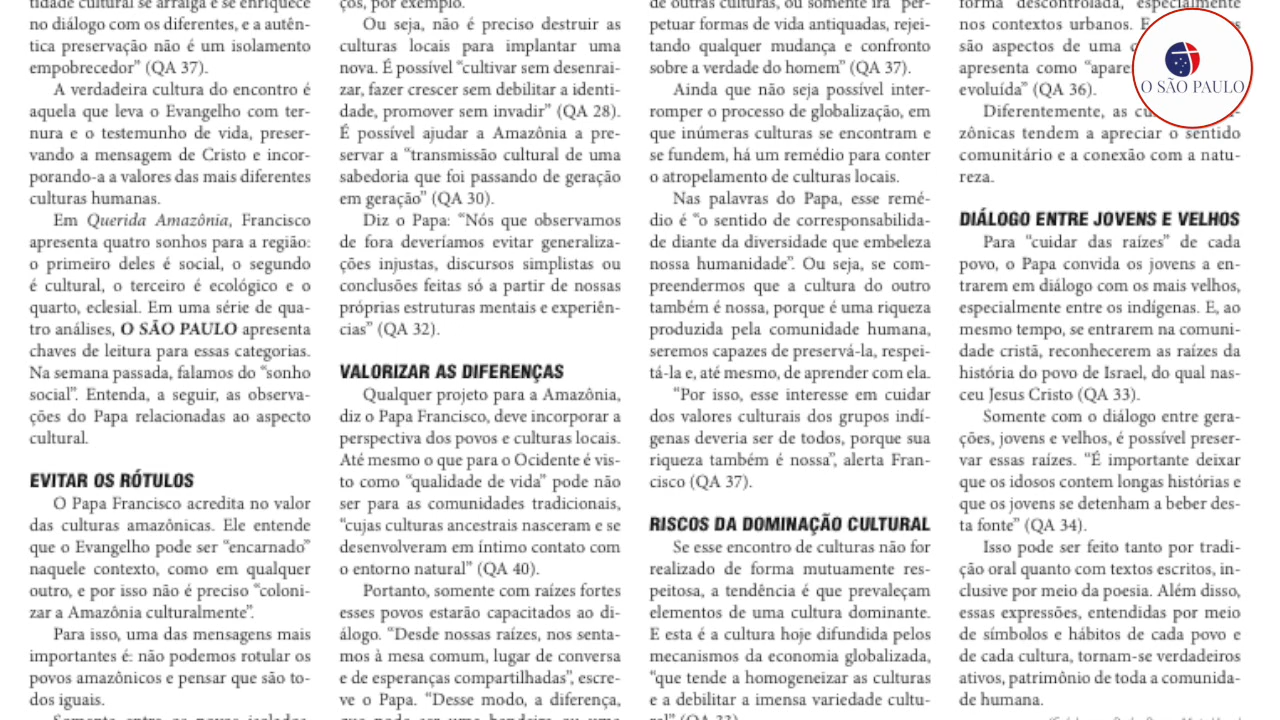 tidade cultural se arraiga e se enriquece
no diálogo com os diferentes, e a autên-
tica preservação não é um isolamento
empobrecedor” (QA 37).
A verdadeira cultura do encontro é
aquela que leva o Evangelho com ter-
nura e o testemunho de vida, preser-
vando a mensagem de Cristo e incor-
porando-a a valores das mais diferentes
culturas humanas.
Em Querida Amazônia, Francisco
apresenta quatro sonhos para a região:
o primeiro deles é social, o segundo
é cultural, o terceiro é ecológico e o
quarto, eclesial. Em uma série de qua-
tro análises, O SÃO PAULO apresenta
chaves de leitura para essas categorias.
Na semana passada, falamos do “sonho
social”. Entenda, a seguir, as observa-
ções do Papa relacionadas ao aspecto
cultural.
EVITAR OS RÓTULOS
O Papa Francisco acredita no valor
das culturas amazônicas. Ele entende
que o Evangelho pode ser “encarnado”
naquele contexto, como em qualquer
outro, e por isso não é preciso “coloni-
zar a Amazônia culturalmente”.
Para isso, uma das mensagens mais
importantes é: não podemos rotular os
povos amazônicos e pensar que são to-
dos iguais.
ços, por exemplo.
Ou seja, não é preciso destruir as
culturas locais para implantar uma
nova. É possível “cultivar sem desenrai-
zar, fazer crescer sem debilitar a identi-
dade, promover sem invadir” (QA 28).
É possível ajudar a Amazônia a pre-
servar a “transmissão cultural de uma
sabedoria que foi passando de geração
em geração” (QA 30).
Diz o Papa: “Nós que observamos
de fora deveríamos evitar generaliza-
ções injustas, discursos simplistas ou
conclusões feitas só a partir de nossas
próprias estruturas mentais e experiên-
cias” (QA 32).
VALORIZAR AS DIFERENÇAS
Qualquer projeto para a Amazônia,
diz o Papa Francisco, deve incorporar a
perspectiva dos povos e culturas locais.
Até mesmo o que para o Ocidente é vis-
to como “qualidade de vida” pode não
ser para as comunidades tradicionais,
“cujas culturas ancestrais nasceram e se
desenvolveram em íntimo contato com
o entorno natural” (QA 40).
Portanto, somente com raízes fortes
esses povos estarão capacitados ao di-
álogo. “Desde nossas raízes, nos senta-
mos à mesa comum, lugar de conversa
e de esperanças compartilhadas”, escre-
ve o Papa. “Desse modo, a diferença,
de outras culturas, ou somente irá “per-
petuar formas de vida antiquadas, rejei-
tando qualquer mudança e confronto
sobre a verdade do homem” (QA 37).
Ainda que não seja possível inter-
romper o processo de globalização, em
que inúmeras culturas se encontram e
se fundem, há um remédio para conter
o atropelamento de culturas locais.
Nas palavras do Papa, esse remé-
dio é “o sentido de corresponsabilida-
de diante da diversidade que embeleza
nossa humanidade”. Ou seja, se com-
preendermos que a cultura do outro
também é nossa, porque é uma riqueza
produzida pela comunidade humana,
seremos capazes de preservá-la, respei-
tá-la e, até mesmo, de aprender com ela.
“Por isso, esse interesse em cuidar
dos valores culturais dos grupos indí-
genas deveria ser de todos, porque sua
riqueza também é nossa”, alerta Fran-
cisco (QA 37).
RISCOS DA DOMINAÇÃO CULTURAL
Se esse encontro de culturas não for
realizado de forma mutuamente res-
peitosa, a tendência é que prevaleçam
elementos de uma cultura dominante.
E esta é a cultura hoje difundida pelos
mecanismos da economia globalizada,
“que tende a homogeneizar as culturas
e a debilitar a imensa variedade cultu-
ral” (QA 33).
forma descontrolada, especialmente
nos contextos urbanos.
são aspectos de uma
apresenta como
evoluída” (QA 36).
Diferentemente, as
zônicas tendem a apreciar o sentido
comunitário e a conexão com a natu-
reza.
DIÁLOGO ENTRE JOVENS E VELHOS
Para “cuidar das raízes” de cada
povo, o Papa convida os jovens a en-
trarem em diálogo com os mais velhos,
especialmente entre os indígenas. E, ao
mesmo tempo, se entrarem na comuni-
dade cristã, reconhecerem as raízes da
história do povo de Israel, do qual nas-
ceu Jesus Cristo (QA 33).
Somente com o diálogo entre gera-
ções, jovens e velhos, é possível preser-
var essas raízes. “É importante deixar
que os idosos contem longas histórias e
que os jovens se detenham a beber des-
ta fonte” (QA 34).
Isso pode ser feito tanto por tradi-
ção oral quanto com textos escritos, in-
clusive por meio da poesia. Além disso,
essas expressões, entendidas por meio
de símbolos e hábitos de cada povo e
de cada cultura, tornam-se verdadeiros
ativos, patrimônio de toda a comunida-
de humana.
O SÃO PAULO